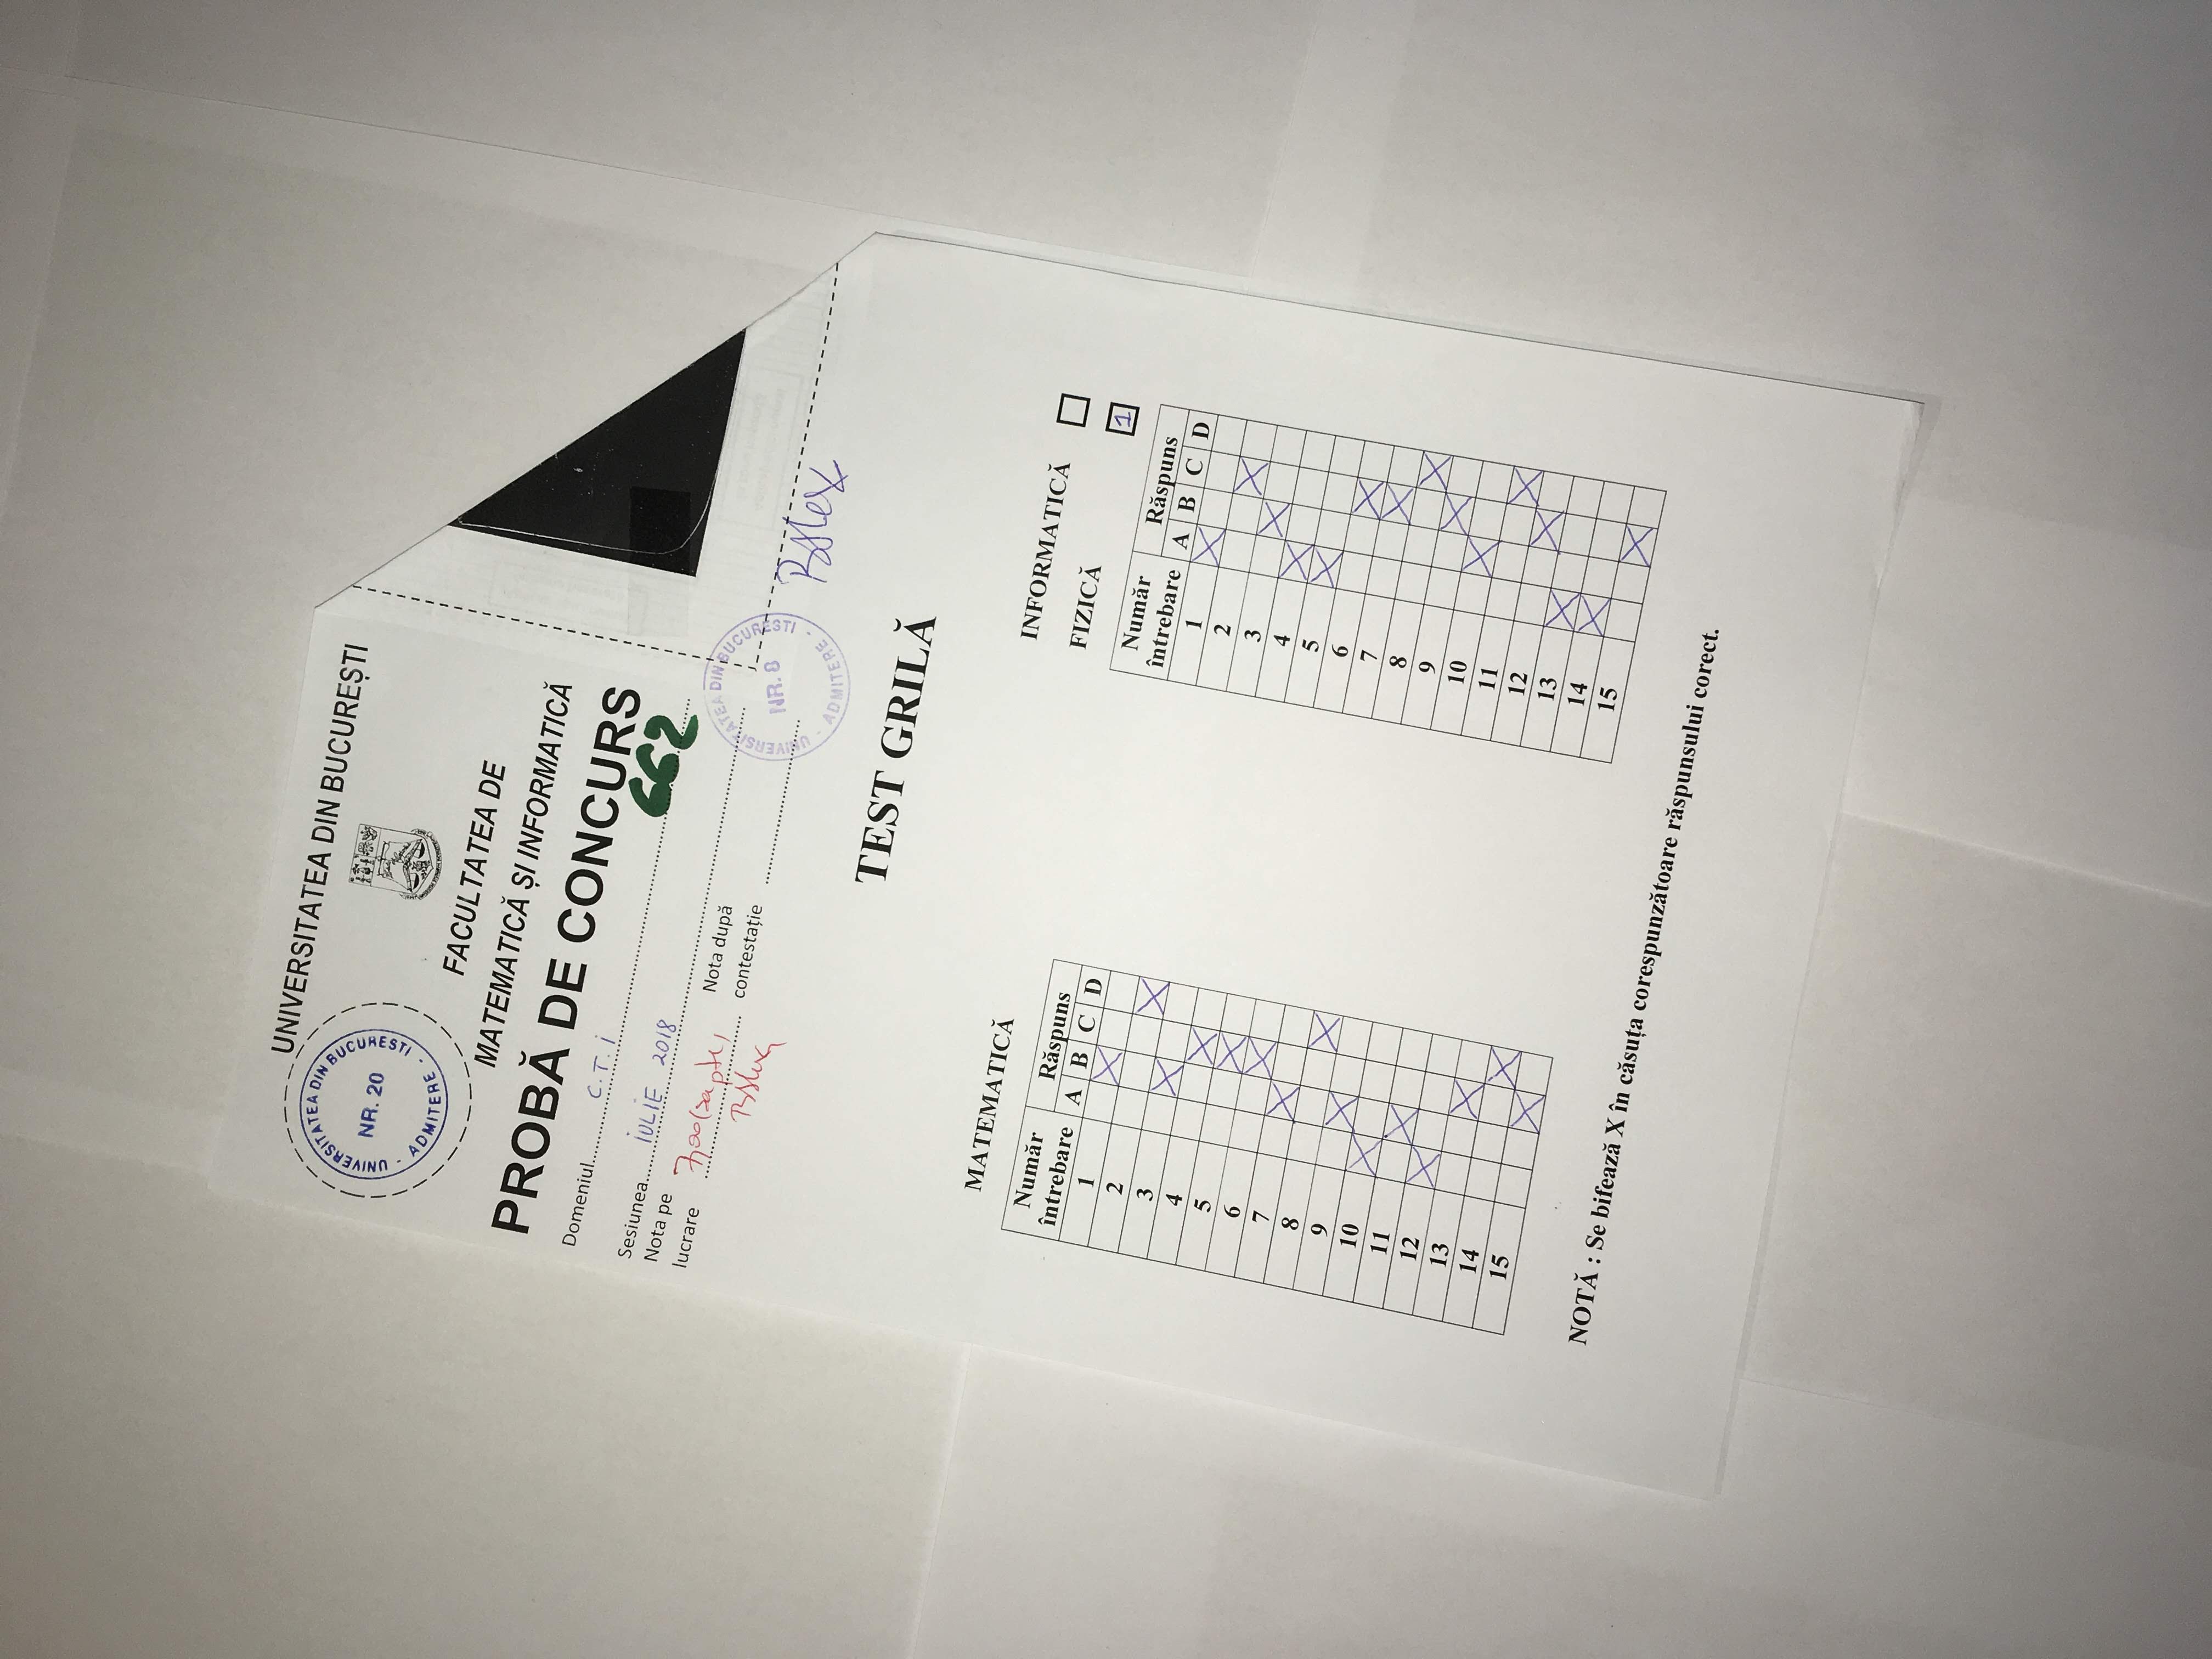 UNIVERSITATEA DIN BUCUREȘTI
UNIVERSITATEA DIN BUCUREȘTI
NR. 20
- ADMITERE -
FACULTATEA DE
MATEMATICĂ ȘI INFORMATICĂ
PROBĂ DE CONCURS
Domeniul.......... C.T.I
662
Sesiunea.......... IULIE 2018
Nota pe lucrare 7,00 (șapte)
BAlex
Nota după contestație
UNIVERSITATEA DIN BUCUREȘTI
NR. 8
- ADMITERE -
BAlex
TEST GRILĂ
MATEMATICĂ
Număr întrebare Răspuns
A B C D
1 X
2 X
3 X
4 X
5 X
6 X
7 X
8 X
9 X
10 X
11 X
12 X
13 X
14 X
15 X
INFORMATICĂ
FIZICĂ 1
Număr întrebare Răspuns
A B C D
1 X
2 X
3 X
4 X
5 X
6 X
7 X
8 X
9 X
10 X
11 X
12 X
13 X
14 X
15 X
NOTĂ : Se bifează X în căsuța corespunzătoare răspunsului corect.